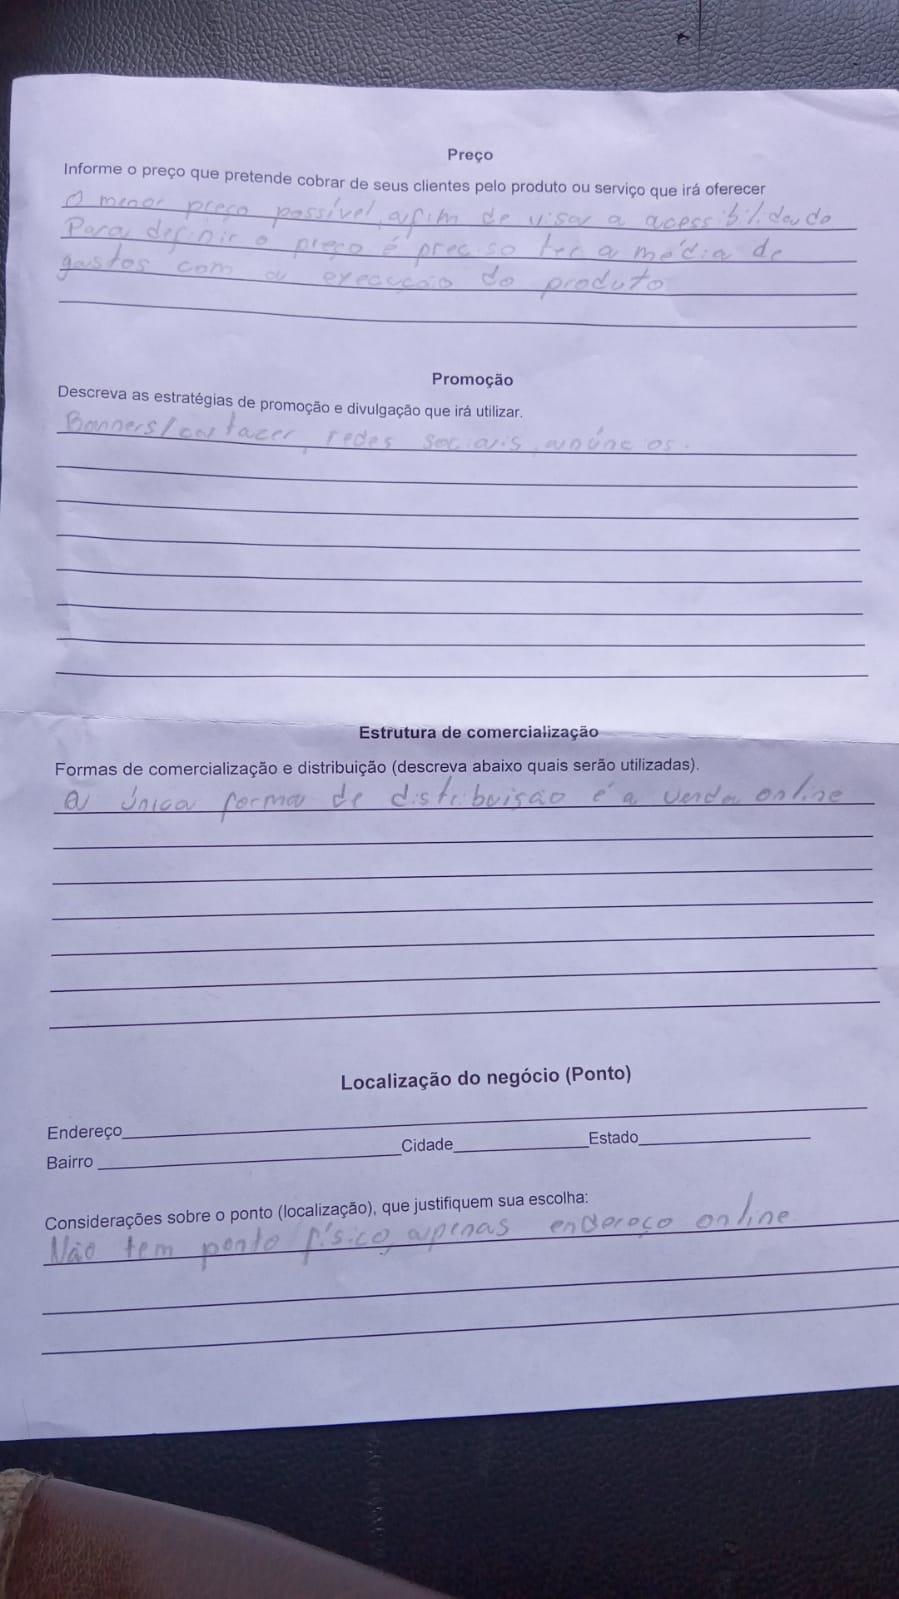 Preço
Informe o preço que pretende cobrar de seus clientes pelo produto ou serviço que irá oferecer
O menor preço possível, afim de visar a acessibilidade
Para definir o preço é preciso ter a média de
gastos com a execução do produto
Promoção
Descreva as estratégias de promoção e divulgação que irá utilizar.
Banners/cartazer, redes sociais, anúncios.
Estrutura de comercialização
Formas de comercialização e distribuição (descreva abaixo quais serão utilizadas).
a única forma de distribuisão é a venda online
Localização do negócio (Ponto)
Endereço
Bairro Cidade Estado
Considerações sobre o ponto (localização), que justifiquem sua escolha:
Não tem ponto físico, apenas endereço online.